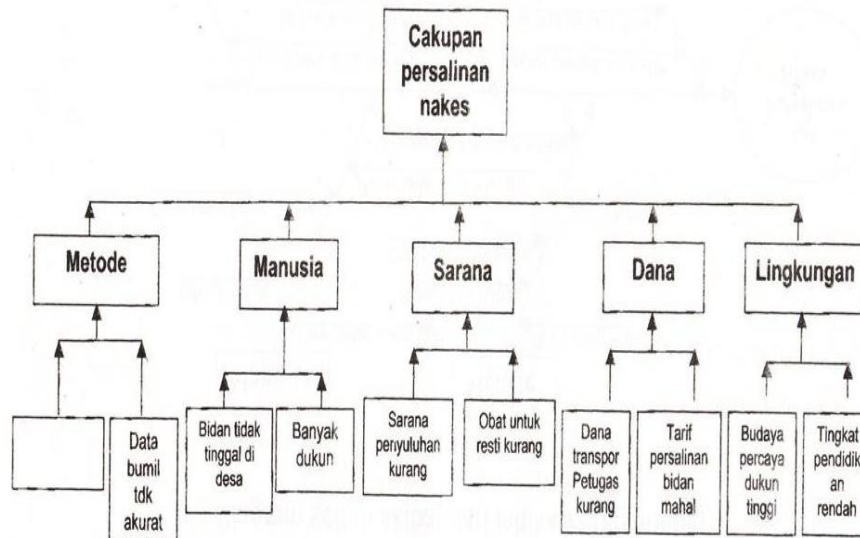 Cakupan
persalinan
nakes
Metode
Manusia
Sarana
Dana
Lingkungan
Data
bumil
tdk
akurat
Bidan tidak
tinggal di
desa
Banyak
dukun
Sarana
penyuluhan
kurang
Obat untuk
resti kurang
Dana
transpor
Petugas
kurang
Tarif
persalinan
bidan
mahal
Budaya
percaya
dukun
tinggi
Tingkat
pendidik
an
rendah